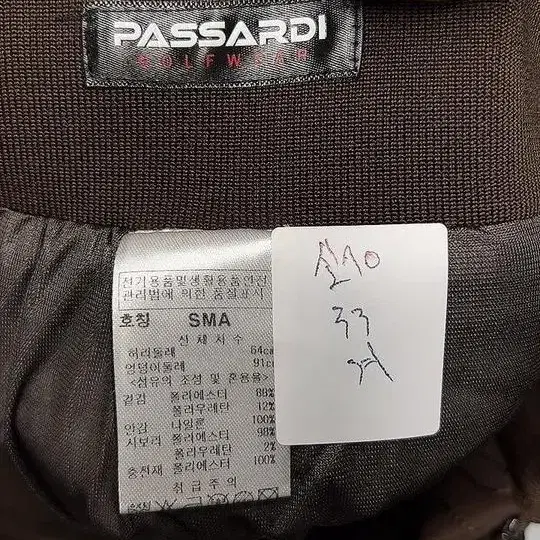 PASSARDI
GOLFWEAR
전기용품및생활용품안전
관리법에 의한 품질표시
호칭 SMA
신체치수
허리둘레 64cm
엉덩이둘레 91cm
<섬유의 조성 및 혼용율>
겉감 폴리에스터 88%
폴리우레탄 12%
안감 나일론 100%
시보리 폴리에스터 98%
폴리우레탄 2%
충전재 폴리에스터 100%
취급주의
33